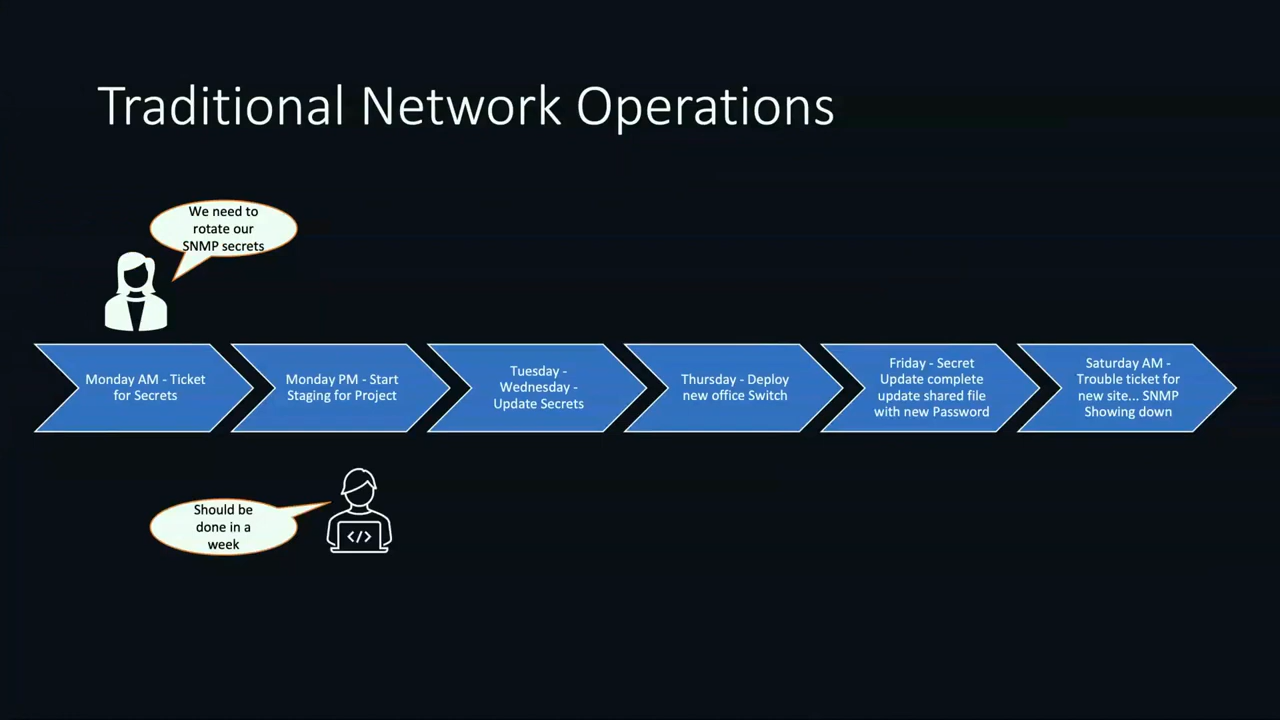 Traditional Network Operations
We need to
rotate our
SNMP secrets
Monday AM - Ticket
for Secrets
Monday PM - Start
Staging for Project
Tuesday -
Wednesday -
Update Secrets
Thursday - Deploy
new office Switch
Friday - Secret
Update complete
update shared file
with new Password
Saturday AM -
Trouble ticket for
new site... SNMP
Showing down
Should be
done in a
week
</>